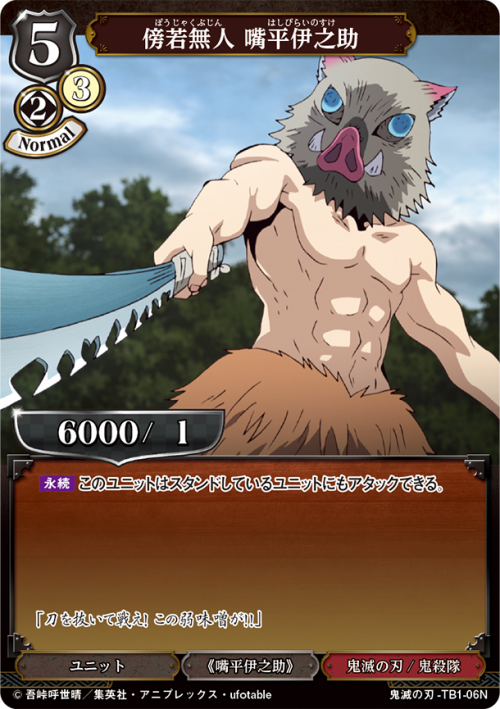 ぼうじゃくぶじん はしびらいのすけ
5 傍若無人 嘴平伊之助
2 3
Normal
6000/ 1
永続 このユニットはスタンドしているユニットにもアタックできる。
「刀を抜いて戦え!この弱味噌が!!」
ユニット 《嘴平伊之助》 鬼滅の刃 / 鬼殺隊
© 吾峠呼世晴/集英社・アニプレックス・ufotable 鬼滅の刃 -TB1-06N